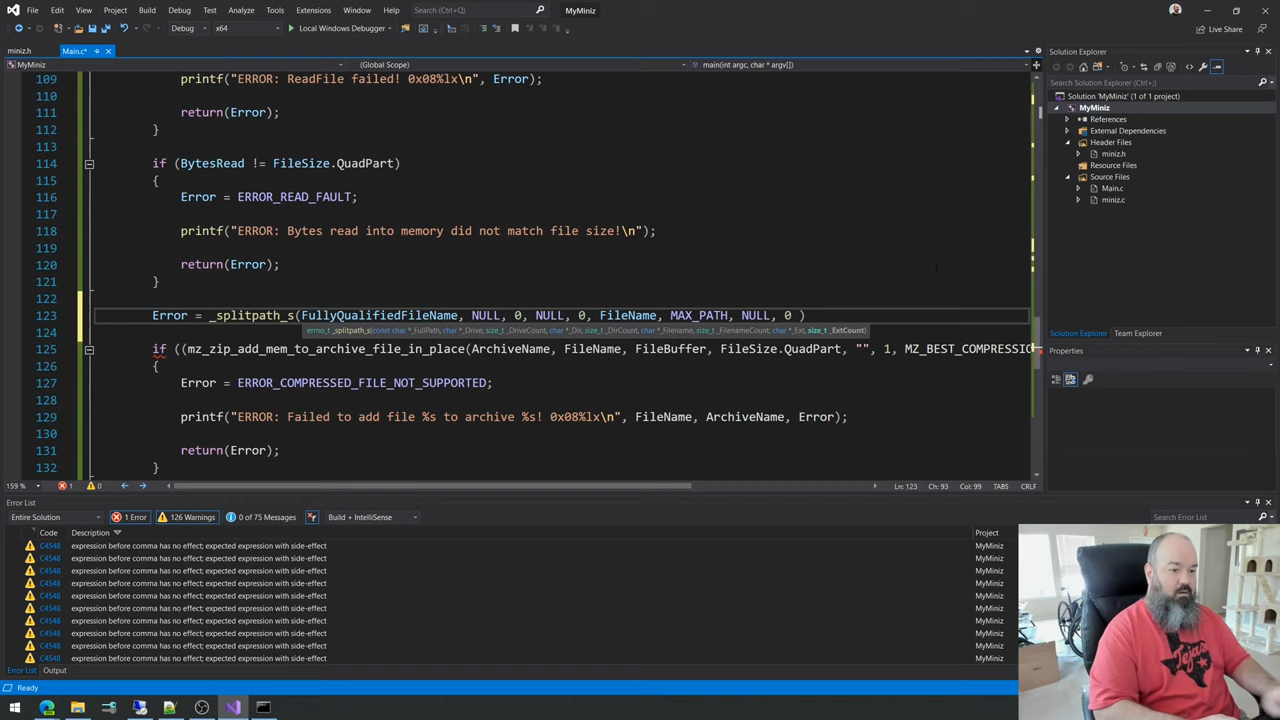 File Edit View Git Project Build Debug Test Analyze Tools Extensions Window Help Search (Ctrl+;) MyMiniz
Debug x64 Local Windows Debugger Live Share
miniz.h Main.c*
MyMiniz (Global Scope) main(int argc, char * argv[])
109 printf("ERROR: ReadFile failed! 0x08%lx\n", Error);
110
111 return(Error);
112 }
113
114 if (BytesRead != FileSize.QuadPart)
115 {
116 Error = ERROR_READ_FAULT;
117
118 printf("ERROR: Bytes read into memory did not match file size!\n");
119
120 return(Error);
121 }
122
123 Error = _splitpath_s(FullyQualifiedFileName, NULL, 0, NULL, 0, FileName, MAX_PATH, NULL, 0 )
errno_t _splitpath_s(const char *_FullPath, char *_Drive, size_t _DriveCount, char *_Dir, size_t _DirCount, char *_Filename, size_t _FilenameCount, char *_Ext, size_t _ExtCount)
124
125 if ((mz_zip_add_mem_to_archive_file_in_place(ArchiveName, FileName, FileBuffer, FileSize.QuadPart, "", 1, MZ_BEST_COMPRESSIO
126 {
127 Error = ERROR_COMPRESSED_FILE_NOT_SUPPORTED;
128
129 printf("ERROR: Failed to add file %s to archive %s! 0x08%lx\n", FileName, ArchiveName, Error);
130
131 return(Error);
132 }
159 % 1 0 Ln: 123 Ch: 93 Col: 99 TABS CRLF
Solution Explorer
Search Solution Explorer (Ctrl+;)
Solution 'MyMiniz' (1 of 1 project)
MyMiniz
References
External Dependencies
Header Files
miniz.h
Resource Files
Source Files
Main.c
miniz.c
Solution Explorer Team Explorer
Properties
Error List
Entire Solution 1 Error 126 Warnings 0 of 75 Messages Build + IntelliSense Search Error List
Code Description Project
C4548 expression before comma has no effect; expected expression with side-effect MyMiniz
C4548 expression before comma has no effect; expected expression with side-effect MyMiniz
C4548 expression before comma has no effect; expected expression with side-effect MyMiniz
C4548 expression before comma has no effect; expected expression with side-effect MyMiniz
C4548 expression before comma has no effect; expected expression with side-effect MyMiniz
C4548 expression before comma has no effect; expected expression with side-effect MyMiniz
C4548 expression before comma has no effect; expected expression with side-effect MyMiniz
C4548 expression before comma has no effect; expected expression with side-effect MyMiniz
C4548 expression before comma has no effect; expected expression with side-effect MyMiniz
C4548 expression before comma has no effect; expected expression with side-effect MyMiniz
Error List Output
Ready
Tejas